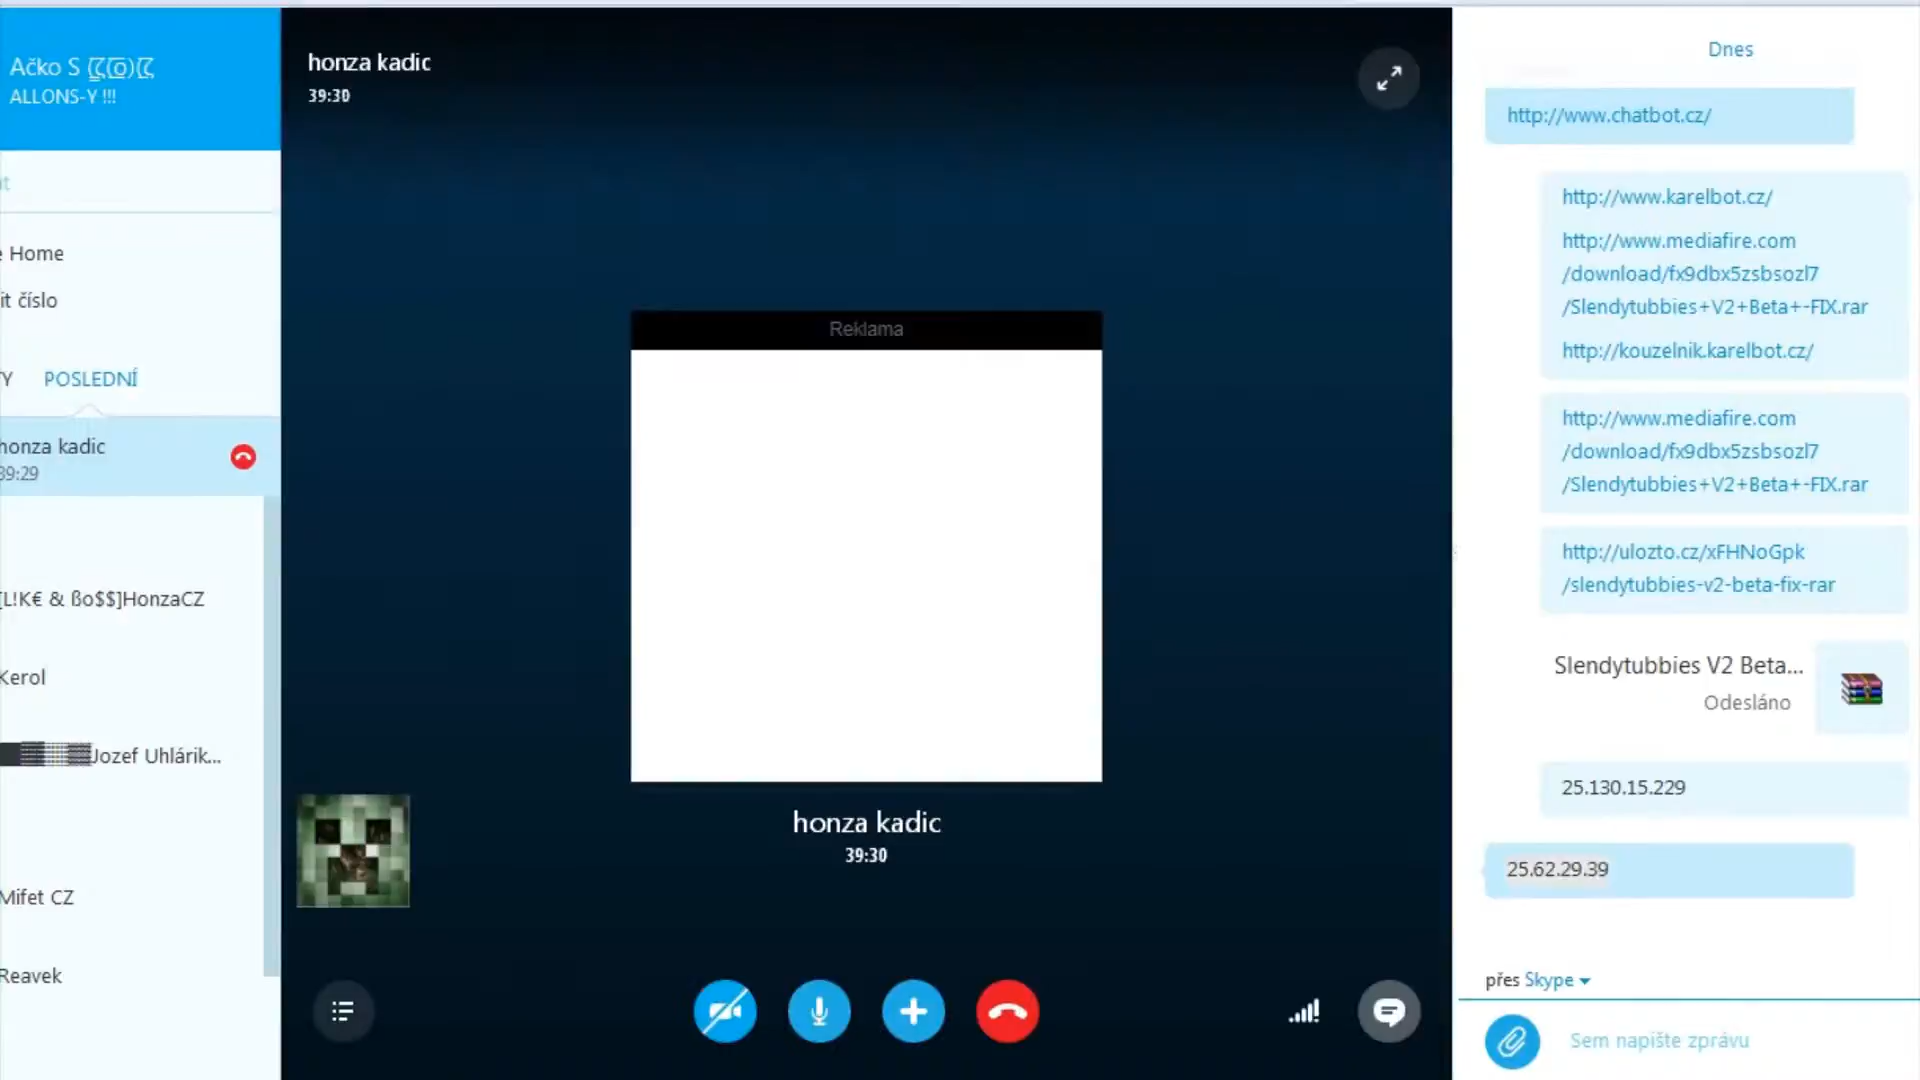 Ačko S
ALLONS-Y !!!
Home
it číslo
POSLEDNÍ
honza kadic
39:29
[L!K€ & ßo$$]HonzaCZ
Kerol
Jozef Uhlárik...
Mifet CZ
Reavek
honza kadic
39:30
Reklama
honza kadic
39:30
Dnes
http://www.chatbot.cz/
http://www.karelbot.cz/
http://www.mediafire.com
/download/fx9dbx5zsbsozl7
/Slendytubbies+V2+Beta+-FIX.rar
http://kouzelnik.karelbot.cz/
http://www.mediafire.com
/download/fx9dbx5zsbsozl7
/Slendytubbies+V2+Beta+-FIX.rar
http://ulozto.cz/xFHNoGpk
/slendytubbies-v2-beta-fix-rar
Slendytubbies V2 Beta...
Odesláno
25.130.15.229
25.62.29.39
přes Skype
Sem napište zprávu